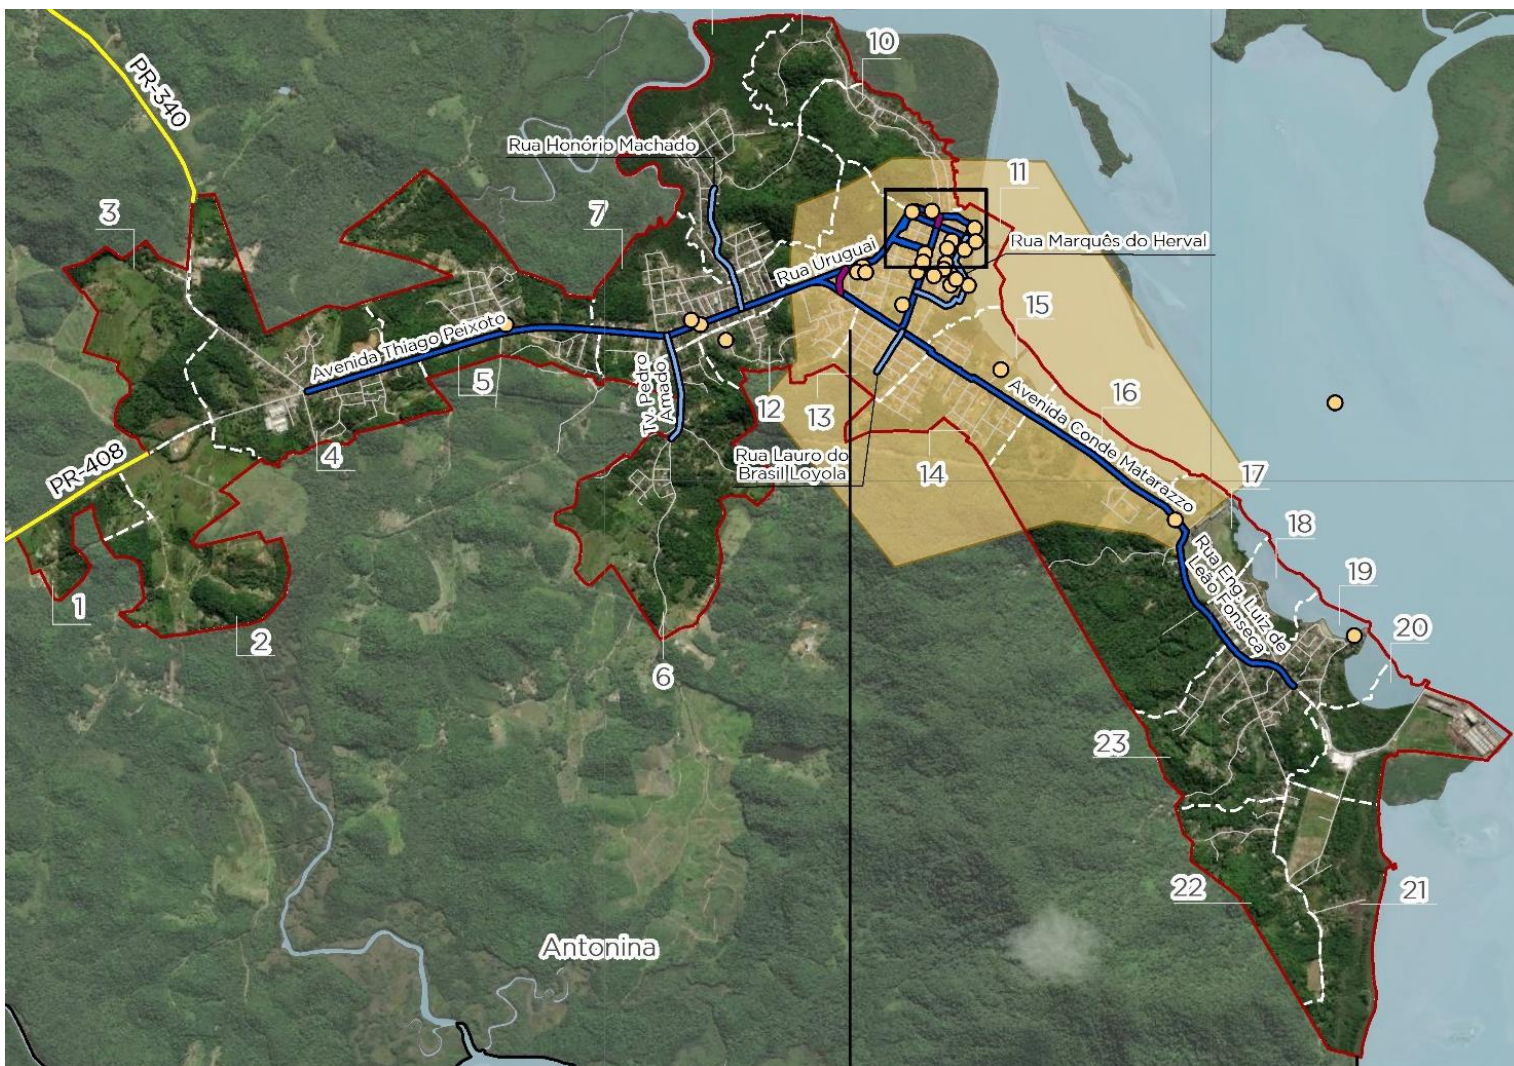 10
PR-340
Rua Honório Machado
11
3
7
Rua Uruguai
Rua Marquês do Herval
15
Avenida Thiago Peixoto
5
Tv. Pedro
Amado
12
13
16
Avenida Conde Matarazzo
4
PR-408
Rua Lauro do
Brasil Loyola
14
17
18
Rua Eng. Luiz de
Leão Fonseca
19
1
2
20
6
23
22
21
Antonina